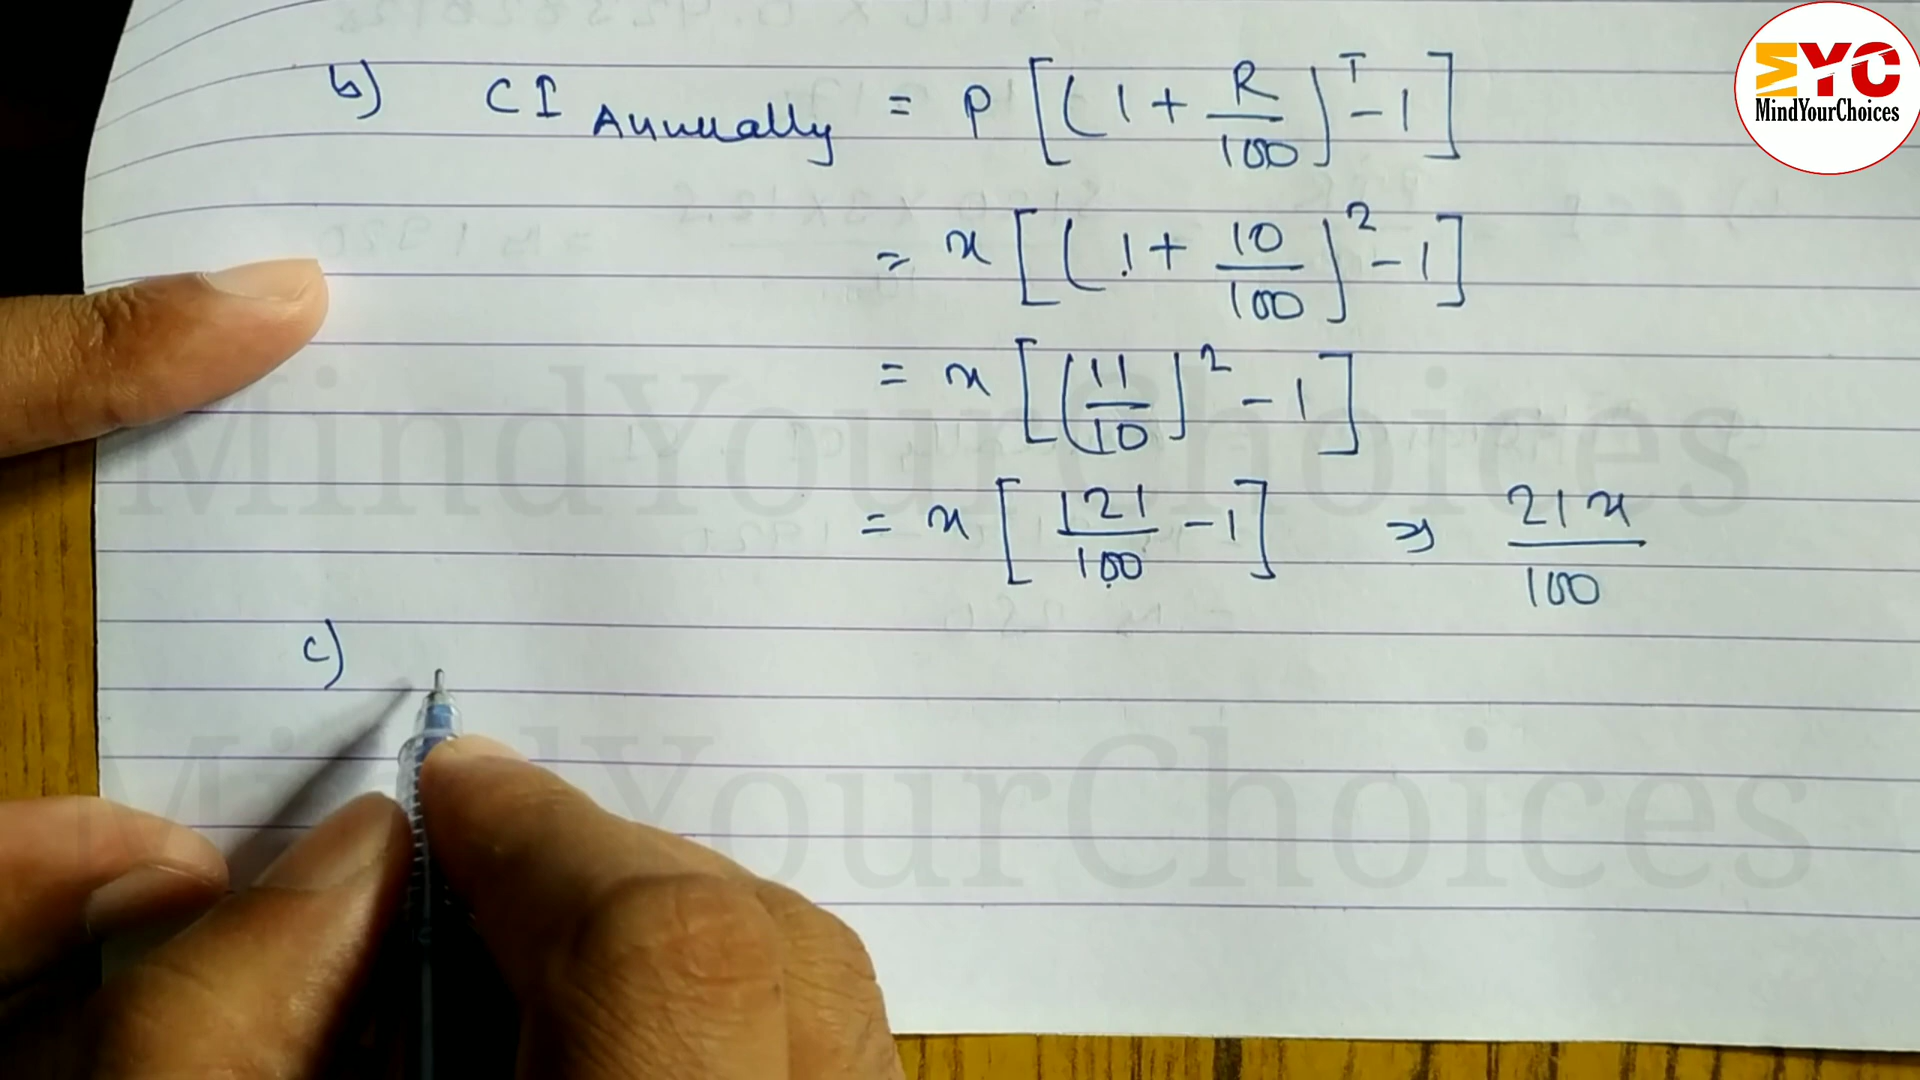 MYC
MindYourChoices
b) CI Annually = P [(1 + R/100)^T - 1]
= x [(1 + 10/100)^2 - 1]
= x [(11/10)^2 - 1]
= x [121/100 - 1] ⇒ 21x/100
c)
MindYourChoices
MindYourChoices